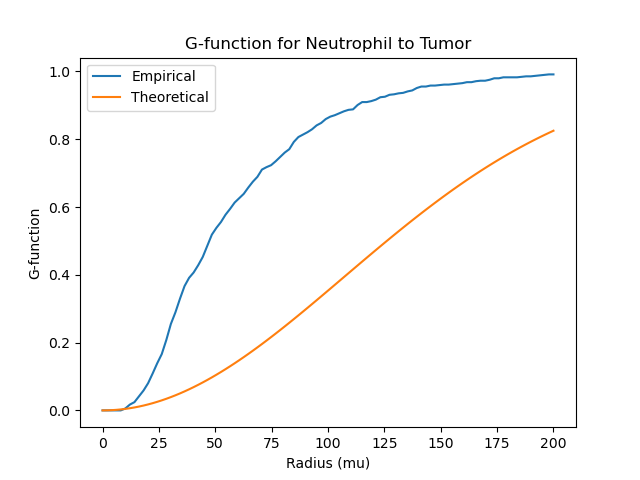 G-function for Neutrophil to Tumor
Empirical
Theoretical
1.0
0.8
0.6
0.4
0.2
0.0
G-function
0 25 50 75 100 125 150 175 200
Radius (mu)